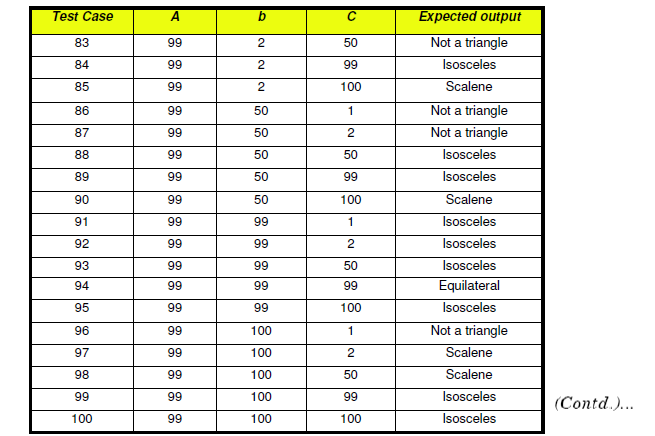 Test Case A b C Expected output
83 99 2 50 Not a triangle
84 99 2 99 Isosceles
85 99 2 100 Scalene
86 99 50 1 Not a triangle
87 99 50 2 Not a triangle
88 99 50 50 Isosceles
89 99 50 99 Isosceles
90 99 50 100 Scalene
91 99 99 1 Isosceles
92 99 99 2 Isosceles
93 99 99 50 Isosceles
94 99 99 99 Equilateral
95 99 99 100 Isosceles
96 99 100 1 Not a triangle
97 99 100 2 Scalene
98 99 100 50 Scalene
99 99 100 99 Isosceles
100 99 100 100 Isosceles
(Contd.)...